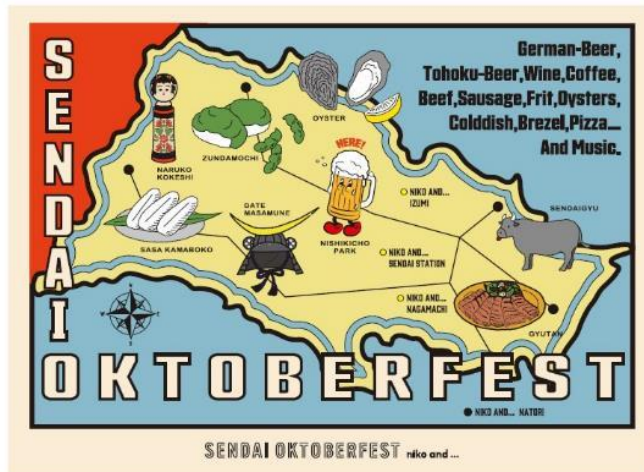 SENDAI
OKTOBERFEST
German-Beer,
Tohoku-Beer,Wine,Coffee,
Beef,Sausage,Frit,Oysters,
Colddish,Brezel,Pizza...
And Music.
OYSTER
NARUKO
KOKESHI
ZUNDAMOCHI
HERE!
NISHIKICHO
PARK
DATE
MASAMUNE
SASA KAMABOKO
NIKO AND...
IZUMI
SENDAIGYU
NIKO AND...
SENDAI STATION
NIKO AND...
NAGAMACHI
GYUTAN
N
E
S
W
NIKO AND... NATORI
SENDAI OKTOBERFEST niko and ...